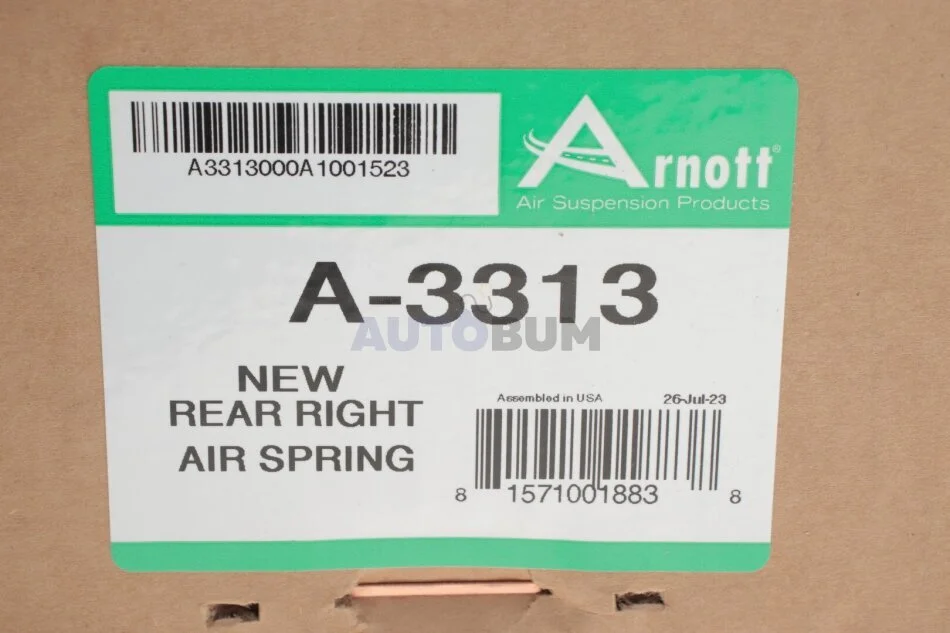 A3313000A1001523
Arnott®
Air Suspension Products
A-3313
AUTOBUM
NEW
REAR RIGHT
AIR SPRING
Assembled in USA 26-Jul-23
8 1571001883 8